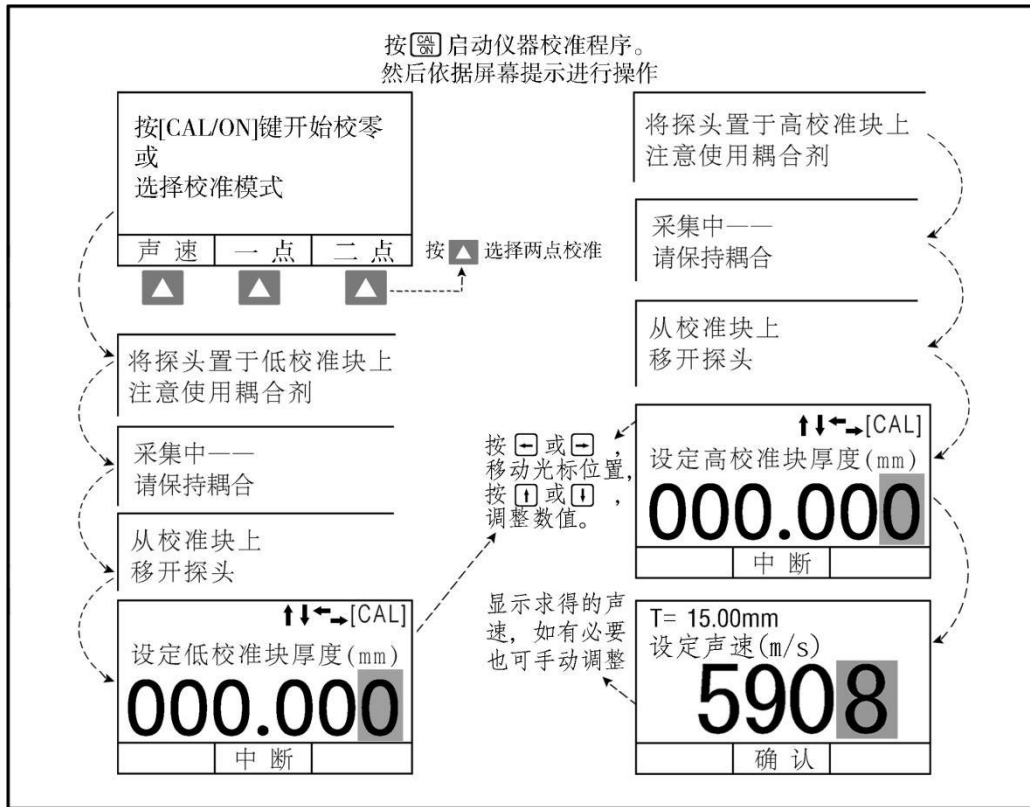 按[CAL ON]启动仪器校准程序。
然后依据屏幕提示进行操作
按[CAL/ON]键开始校零
或
选择校准模式
声速 一点 二点
按▲选择两点校准
将探头置于低校准块上
注意使用耦合剂
采集中——
请保持耦合
从校准块上
移开探头
↑↓←→[CAL]
设定低校准块厚度(mm)
000.000
中断
按←或→，
移动光标位置，
按↑或↓，
调整数值。
将探头置于高校准块上
注意使用耦合剂
采集中——
请保持耦合
从校准块上
移开探头
↑↓←→[CAL]
设定高校准块厚度(mm)
000.000
中断
显示求得的声
速，如有必要
也可手动调整
T= 15.00mm
设定声速(m/s)
5908
确认